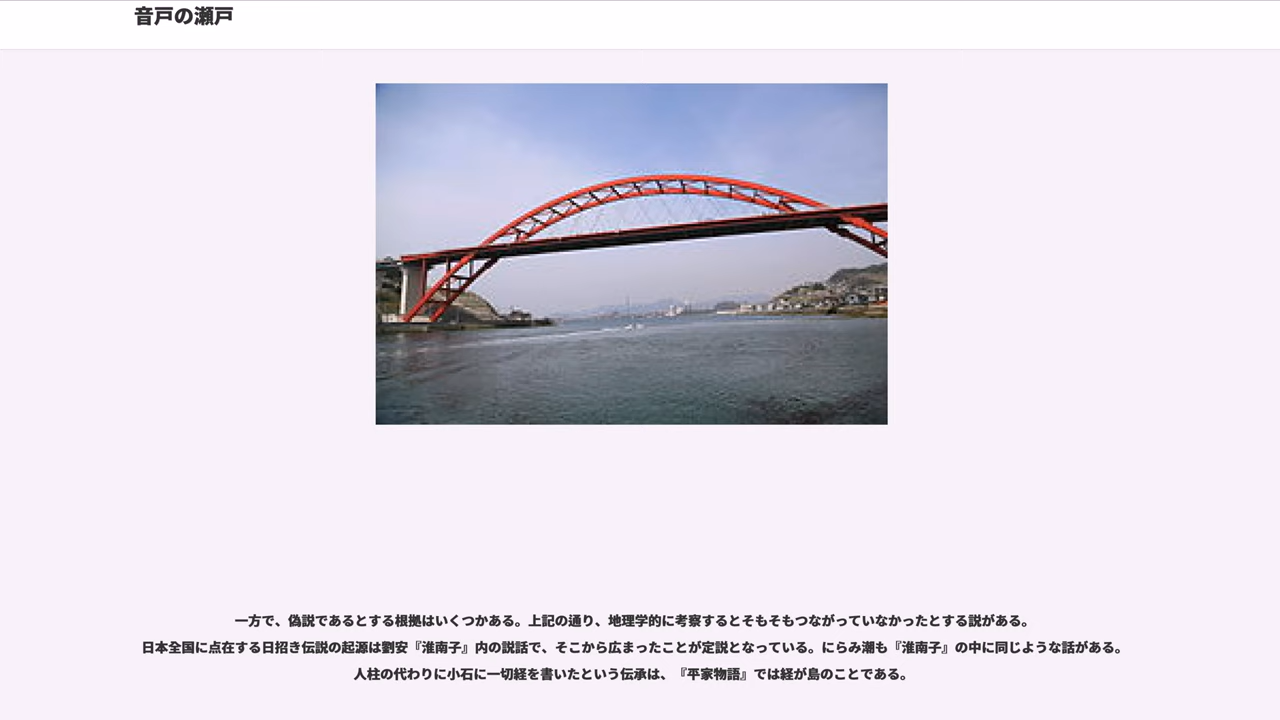 音戸の瀬戸
一方で、偽説であるとする根拠はいくつかある。上記の通り、地理学的に考察するとそもそもつながっていなかったとする説がある。
日本全国に点在する日招き伝説の起源は劉安『淮南子』内の説話で、そこから広まったことが定説となっている。にらみ潮も『淮南子』の中に同じような話がある。
人柱の代わりに小石に一切経を書いたという伝承は、『平家物語』では経が島のことである。